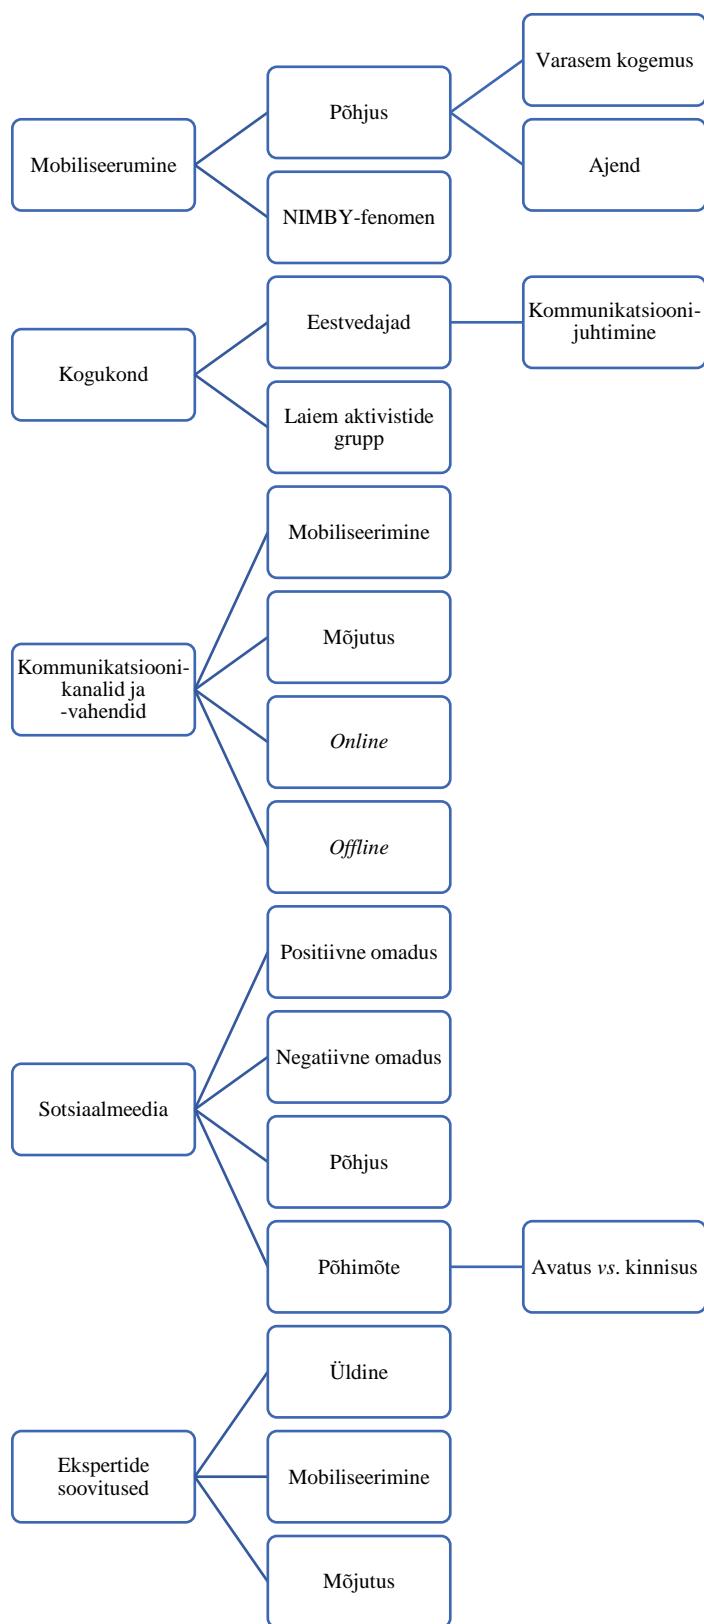 Mobiliseerumine
Põhjus
Varasem kogemus
Ajend
NIMBY-fenomen
Kogukond
Eestvedajad
Kommunikatsiooni-
juhtimine
Laiem aktivistide
grupp
Kommunikatsiooni-
kanalid ja
-vahendid
Mobiliseerimine
Mõjutus
Online
Offline
Sotsiaalmeedia
Positiivne omadus
Negatiivne omadus
Põhjus
Põhimõte
Avatus vs. kinnisus
Ekspertide
soovitused
Üldine
Mobiliseerimine
Mõjutus